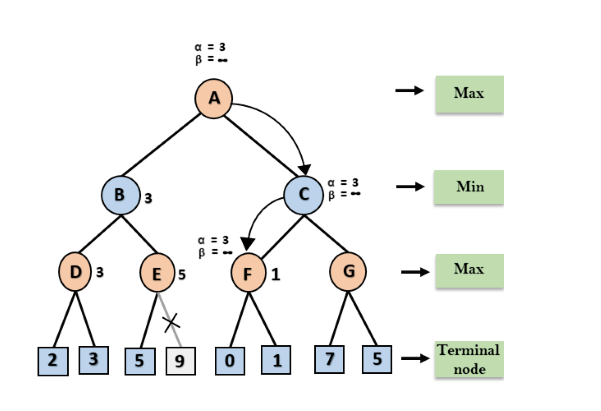 α = 3
β = ∞
A
Max
B
3
C
α = 3
β = ∞
Min
α = 3
β = ∞
D
3
E
5
F
1
G
Max
2
3
5
9
0
1
7
5
Terminal
node